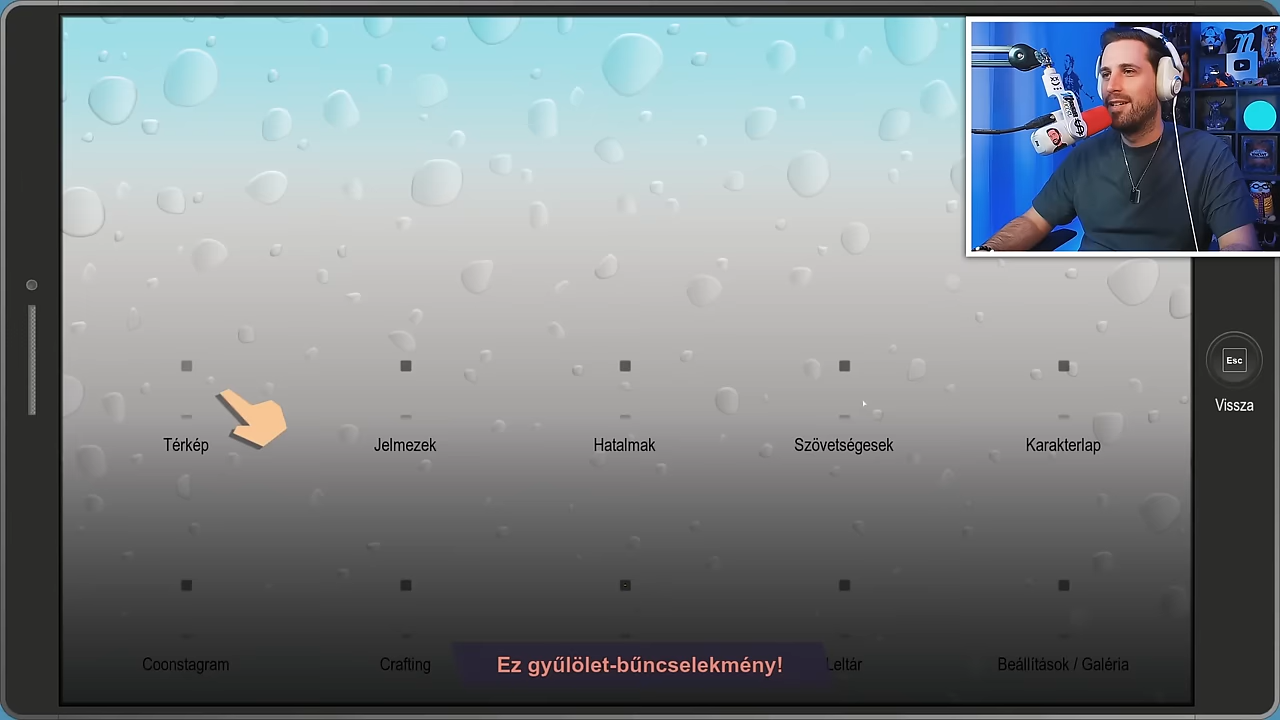 Esc
Vissza
Térkép
Jelmezek
Hatalmak
Szövetségesek
Karakterlap
Coonstagram
Crafting
Leltár
Beállítások / Galéria
Ez gyűlölet-bűncselekmény!